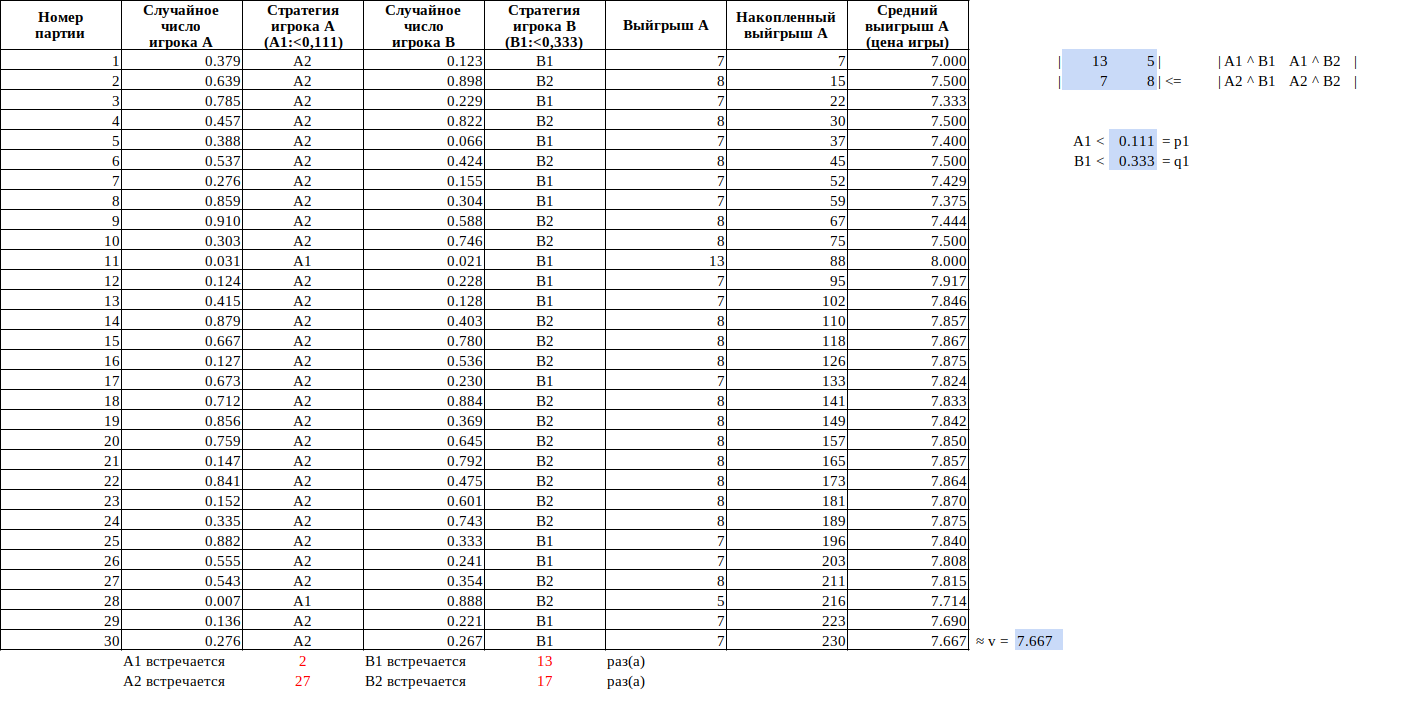 Номер партии Случайное число игрока А Стратегия игрока А (A1:<0,111) Случайное число игрока В Стратегия игрока В (B1:<0,333) Выйгрыш А Накопленный выйгрыш А Средний выигрыш А (цена игры)
1 0.379 A2 0.123 B1 7 7 7.000 | 13 5 | | A1 ^ B1 A1 ^ B2 |
2 0.639 A2 0.898 B2 8 15 7.500 | 7 8 | <= | A2 ^ B1 A2 ^ B2 |
3 0.785 A2 0.229 B1 7 22 7.333
4 0.457 A2 0.822 B2 8 30 7.500
5 0.388 A2 0.066 B1 7 37 7.400 A1 < 0.111 = p1
6 0.537 A2 0.424 B2 8 45 7.500 B1 < 0.333 = q1
7 0.276 A2 0.155 B1 7 52 7.429
8 0.859 A2 0.304 B1 7 59 7.375
9 0.910 A2 0.588 B2 8 67 7.444
10 0.303 A2 0.746 B2 8 75 7.500
11 0.031 A1 0.021 B1 13 88 8.000
12 0.124 A2 0.228 B1 7 95 7.917
13 0.415 A2 0.128 B1 7 102 7.846
14 0.879 A2 0.403 B2 8 110 7.857
15 0.667 A2 0.780 B2 8 118 7.867
16 0.127 A2 0.536 B2 8 126 7.875
17 0.673 A2 0.230 B1 7 133 7.824
18 0.712 A2 0.884 B2 8 141 7.833
19 0.856 A2 0.369 B2 8 149 7.842
20 0.759 A2 0.645 B2 8 157 7.850
21 0.147 A2 0.792 B2 8 165 7.857
22 0.841 A2 0.475 B2 8 173 7.864
23 0.152 A2 0.601 B2 8 181 7.870
24 0.335 A2 0.743 B2 8 189 7.875
25 0.882 A2 0.333 B1 7 196 7.840
26 0.555 A2 0.241 B1 7 203 7.808
27 0.543 A2 0.354 B2 8 211 7.815
28 0.007 A1 0.888 B2 5 216 7.714
29 0.136 A2 0.221 B1 7 223 7.690
30 0.276 A2 0.267 B1 7 230 7.667 ≈ v = 7.667
A1 встречается 2 B1 встречается 13 раз(а)
A2 встречается 27 B2 встречается 17 раз(а)